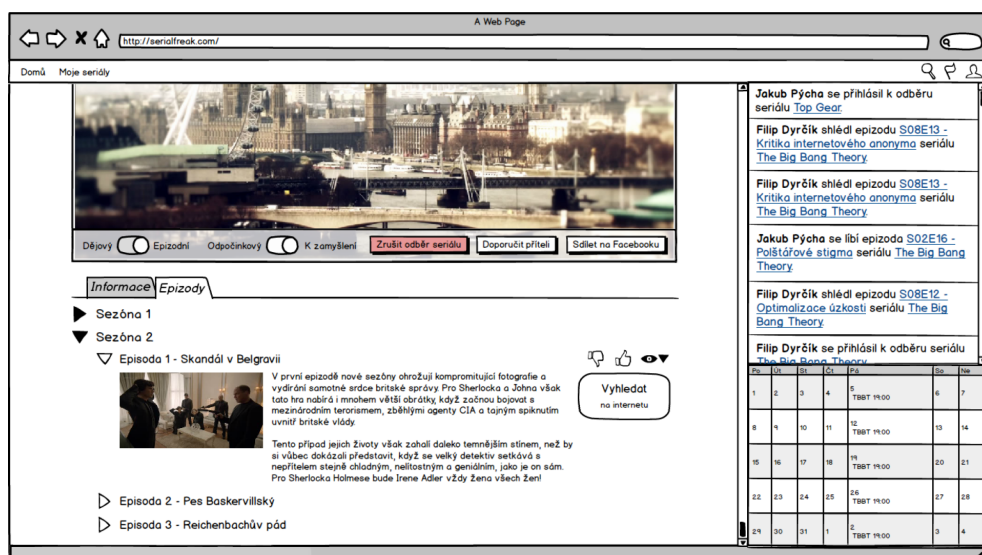 A Web Page
http://serialfreak.com/
Domů Moje seriály
Dějový Epizodní Odpočinkový K zamyšlení Zrušit odběr seriálu Doporučit příteli Sdílet na Facebooku
Informace Epizody
Sezóna 1
Sezóna 2
Episoda 1 - Skandál v Belgravii
V první epizodě nové sezóny ohrožují kompromitující fotografie a
vydírání samotné srdce britské správy. Pro Sherlocka a Johna však
tato hra nabírá i mnohem větší obrátky, když začnou bojovat s
mezinárodním terorismem, zběhlými agenty CIA a tajným spiknutím
uvnitř britské vlády.
Tento případ jejich životy však zahalí daleko temnějším stínem, než by
si vůbec dokázali představit, když se velký detektiv setkává s
nepřítelem stejně chladným, nelítostným a geniálním, jako je on sám.
Pro Sherlocka Holmese bude Irene Adler vždy žena všech žen!
Vyhledat
na internetu
Episoda 2 - Pes Baskervillský
Episoda 3 - Reichenbachův pád
Jakub Pýcha se přihlásil k odběru
seriálu Top Gear.
Filip Dyrčík shlédl epizodu S08E13 -
Kritika internetového anonyma seriálu
The Big Bang Theory.
Filip Dyrčík shlédl epizodu S08E13 -
Kritika internetového anonyma seriálu
The Big Bang Theory.
Jakub Pýcha se líbí epizoda S02E16 -
Polštářové stigma seriálu The Big Bang
Theory.
Filip Dyrčík shlédl epizodu S08E12 -
Optimalizace úzkosti seriálu The Big
Bang Theory.
Filip Dyrčík se přihlásil k odběru seriálu
The Big Bang Theory.
Po Út St Čt Pá So Ne
1 2 3 4 5 6 7
TBBT 19:00
8 9 10 11 12 13 14
TBBT 19:00
15 16 17 18 19 20 21
TBBT 19:00
22 23 24 25 26 27 28
TBBT 19:00
29 30 31 1 2 3 4
TBBT 19:00